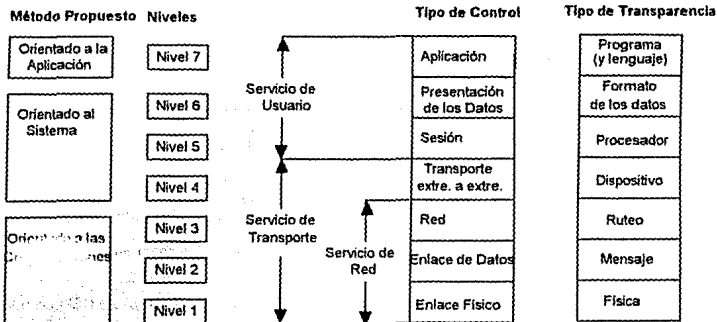 Método Propuesto
Niveles
Tipo de Control
Tipo de Transparencia
Orientado a la
Aplicación
Nivel 7
Aplicación
Programa
(y lenguaje)
Servicio de
Usuario
Orientado al
Sistema
Nivel 6
Presentación
de los Datos
Formato
de los datos
Nivel 5
Sesión
Procesador
Nivel 4
Transporte
extre. a extre.
Dispositivo
Servicio de
Transporte
Orientado a las
Nivel 3
Red
Ruteo
Servicio de
Red
Nivel 2
Enlace de Datos
Mensaje
Nivel 1
Enlace Físico
Física